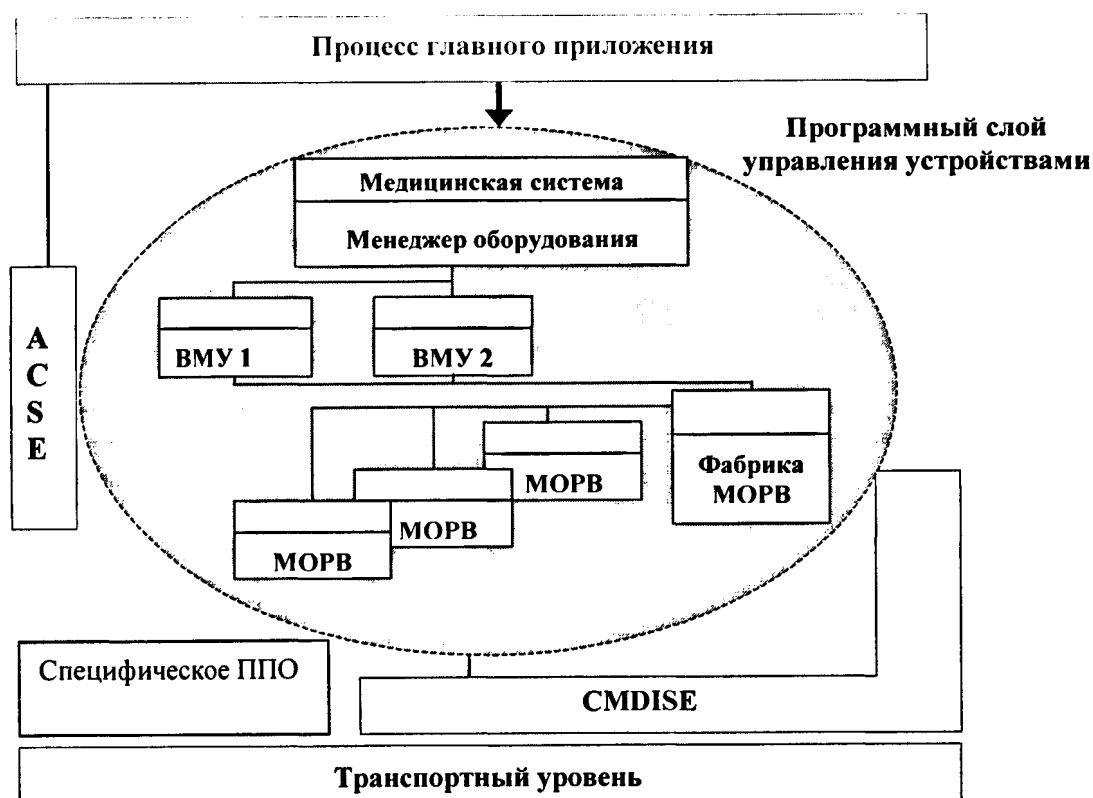 Процесс главного приложения
Программный слой
управления устройствами
Медицинская система
Менеджер оборудования
ВМУ 1
ВМУ 2
A
C
S
E
Фабрика
МОРВ
МОРВ
МОРВ
МОРВ
Специфическое ППО
CMDISE
Транспортный уровень